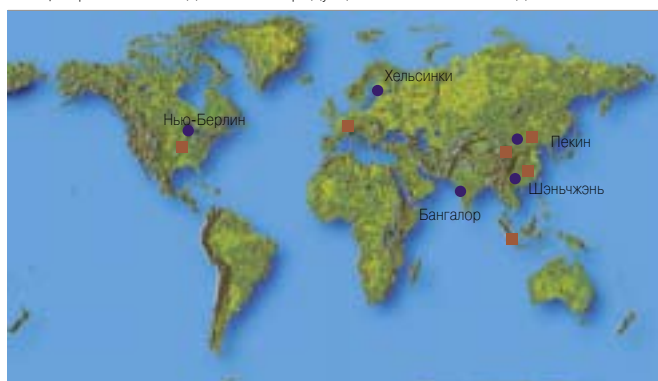 Хельсинки
Нью-Берлин
Пекин
Шэньчжэнь
Бангалор